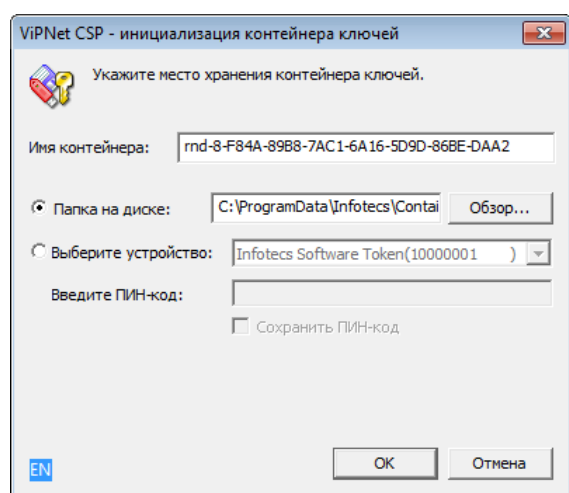 ViPNet CSP - инициализация контейнера ключей
Укажите место хранения контейнера ключей.
Имя контейнера: rnd-8-F84A-89B8-7AC1-6A16-5D9D-86BE-DAA2
Папка на диске: C:\ProgramData\Infotecs\Contai Обзор...
Выберите устройство: Infotecs Software Token(10000001 )
Введите ПИН-код:
Сохранить ПИН-код
EN OK Отмена